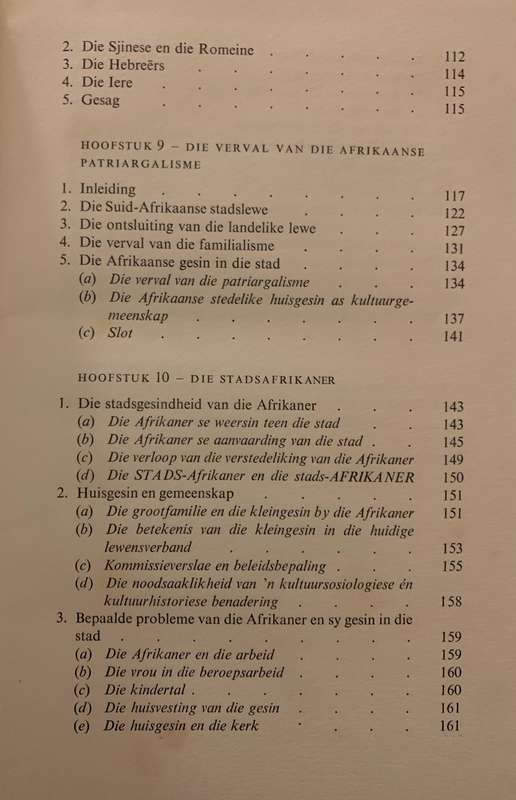 2. Die Sjinese en die Romeine . . . . . 112
3. Die Hebreërs . . . . . . . 114
4. Die Iere . . . . . . . . 115
5. Gesag . . . . . . . . 115
HOOFSTUK 9 – DIE VERVAL VAN DIE AFRIKAANSE
PATRIARGALISME
1. Inleiding . . . . . . . . 117
2. Die Suid-Afrikaanse stadslewe . . . . . 122
3. Die ontsluiting van die landelike lewe . . . 127
4. Die verval van die familialisme . . . . 131
5. Die Afrikaanse gesin in die stad . . . . 134
(a) Die verval van die patriargalisme . . . 134
(b) Die Afrikaanse stedelike huisgesin as kultuurge-
meenskap . . . . . . . 137
(c) Slot . . . . . . . . 141
HOOFSTUK 10 – DIE STADSAFRIKANER
1. Die stadsgesindheid van die Afrikaner . . . 143
(a) Die Afrikaner se weersin teen die stad . . 143
(b) Die Afrikaner se aanvaarding van die stad . . 145
(c) Die verloop van die verstedeliking van die Afrikaner 149
(d) Die STADS-Afrikaner en die stads-AFRIKANER 150
2. Huisgesin en gemeenskap . . . . . 151
(a) Die grootfamilie en die kleingesin by die Afrikaner 151
(b) Die betekenis van die kleingesin in die huidige
lewensverband . . . . . . 153
(c) Kommissieverslae en beleidsbepaling . . . 155
(d) Die noodsaaklikheid van 'n kultuursosiologiese én
kultuurhistoriese benadering . . . . 158
3. Bepaalde probleme van die Afrikaner en sy gesin in die
stad . . . . . . . . . 159
(a) Die Afrikaner en die arbeid . . . . 159
(b) Die vrou in die beroepsarbeid . . . . 160
(c) Die kindertal . . . . . . . 160
(d) Die huisvesting van die gesin . . . . 161
(e) Die huisgesin en die kerk . . . . 161